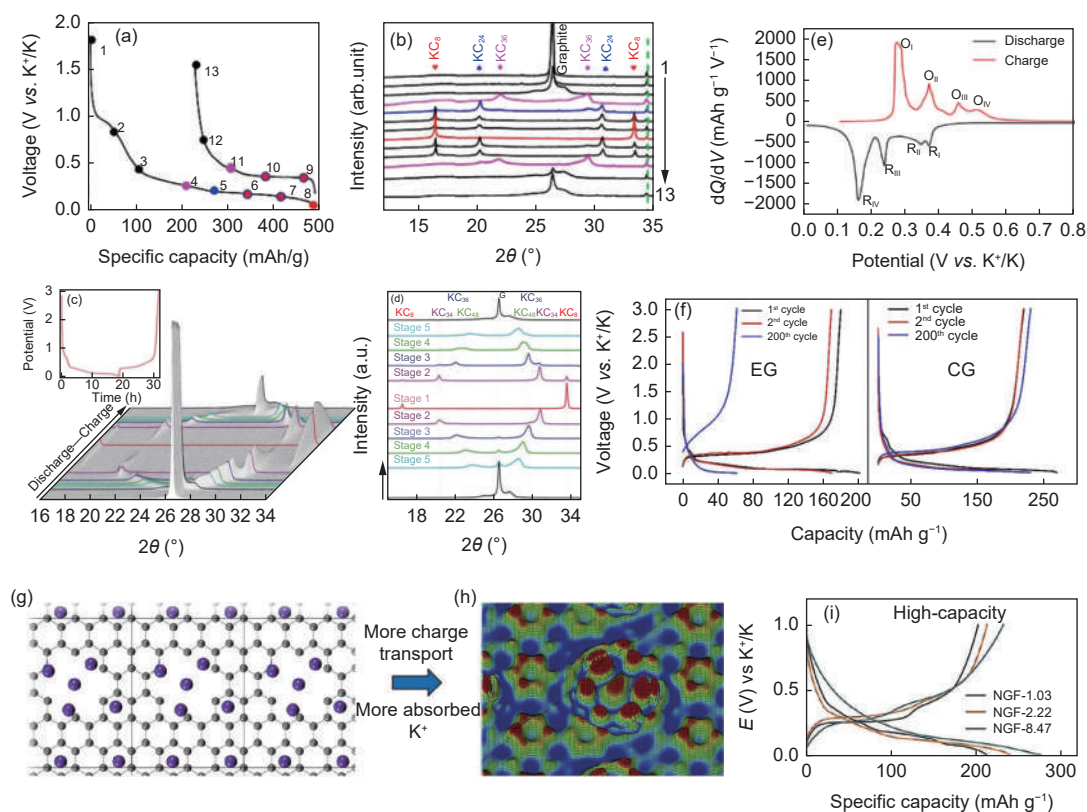 (a)
2.0
1.5
1.0
0.5
0.0
Voltage (V vs. K⁺/K)
1
2
3
4
5
6
7
8
9
10
11
12
13
0 100 200 300 400 500
Specific capacity (mAh/g)
(b)
KC₈
KC₂₄
KC₃₆
Graphite
KC₃₆
KC₂₄
KC₈
1
13
Intensity (arb.unit)
15 20 25 30 35
2θ (°)
(e)
Discharge
Charge
2000
1500
1000
500
0
−500
−1000
−1500
−2000
dQ/dV (mAh g⁻¹ V⁻¹)
O_I
O_II
O_III
O_IV
R_I
R_II
R_III
R_IV
0.0 0.1 0.2 0.3 0.4 0.5 0.6 0.7 0.8
Potential (V vs. K⁺/K)
(c)
2
1
0
Potential (V)
0 10 20 30
Time (h)
Discharge—Charge
16 18 20 22 24 26 28 30 32 34
2θ (°)
(d)
KC₃₆ G KC₃₆
KC₈ KC₃₄ KC₄₈ KC₄₈ KC₃₄ KC₈
Stage 5
Stage 4
Stage 3
Stage 2
Stage 1
Stage 2
Stage 3
Stage 4
Stage 5
Intensity (a.u.)
18 22 26 30 34
2θ (°)
(f)
1ˢᵗ cycle
2ⁿᵈ cycle
200ᵗʰ cycle
EG
1ˢᵗ cycle
2ⁿᵈ cycle
200ᵗʰ cycle
CG
3.0
2.5
2.0
1.5
1.0
0.5
0
Voltage (V vs. K⁺/K)
0 40 80 120 160 200 50 150 250
Capacity (mAh g⁻¹)
(g)
More charge
transport
More absorbed
K⁺
(h)
(i)
High-capacity
NGF-1.03
NGF-2.22
NGF-8.47
1.0
0.5
0.0
E (V) vs K⁺/K
0 100 200 300
Specific capacity (mAh g⁻¹)